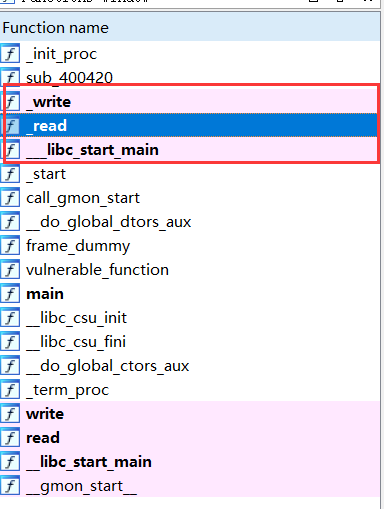 Function name
f _init_proc
f sub_400420
f _write
f _read
f ___libc_start_main
f _start
f call_gmon_start
f __do_global_dtors_aux
f frame_dummy
f vulnerable_function
f main
f __libc_csu_init
f __libc_csu_fini
f __do_global_ctors_aux
f _term_proc
f write
f read
f __libc_start_main
f __gmon_start__